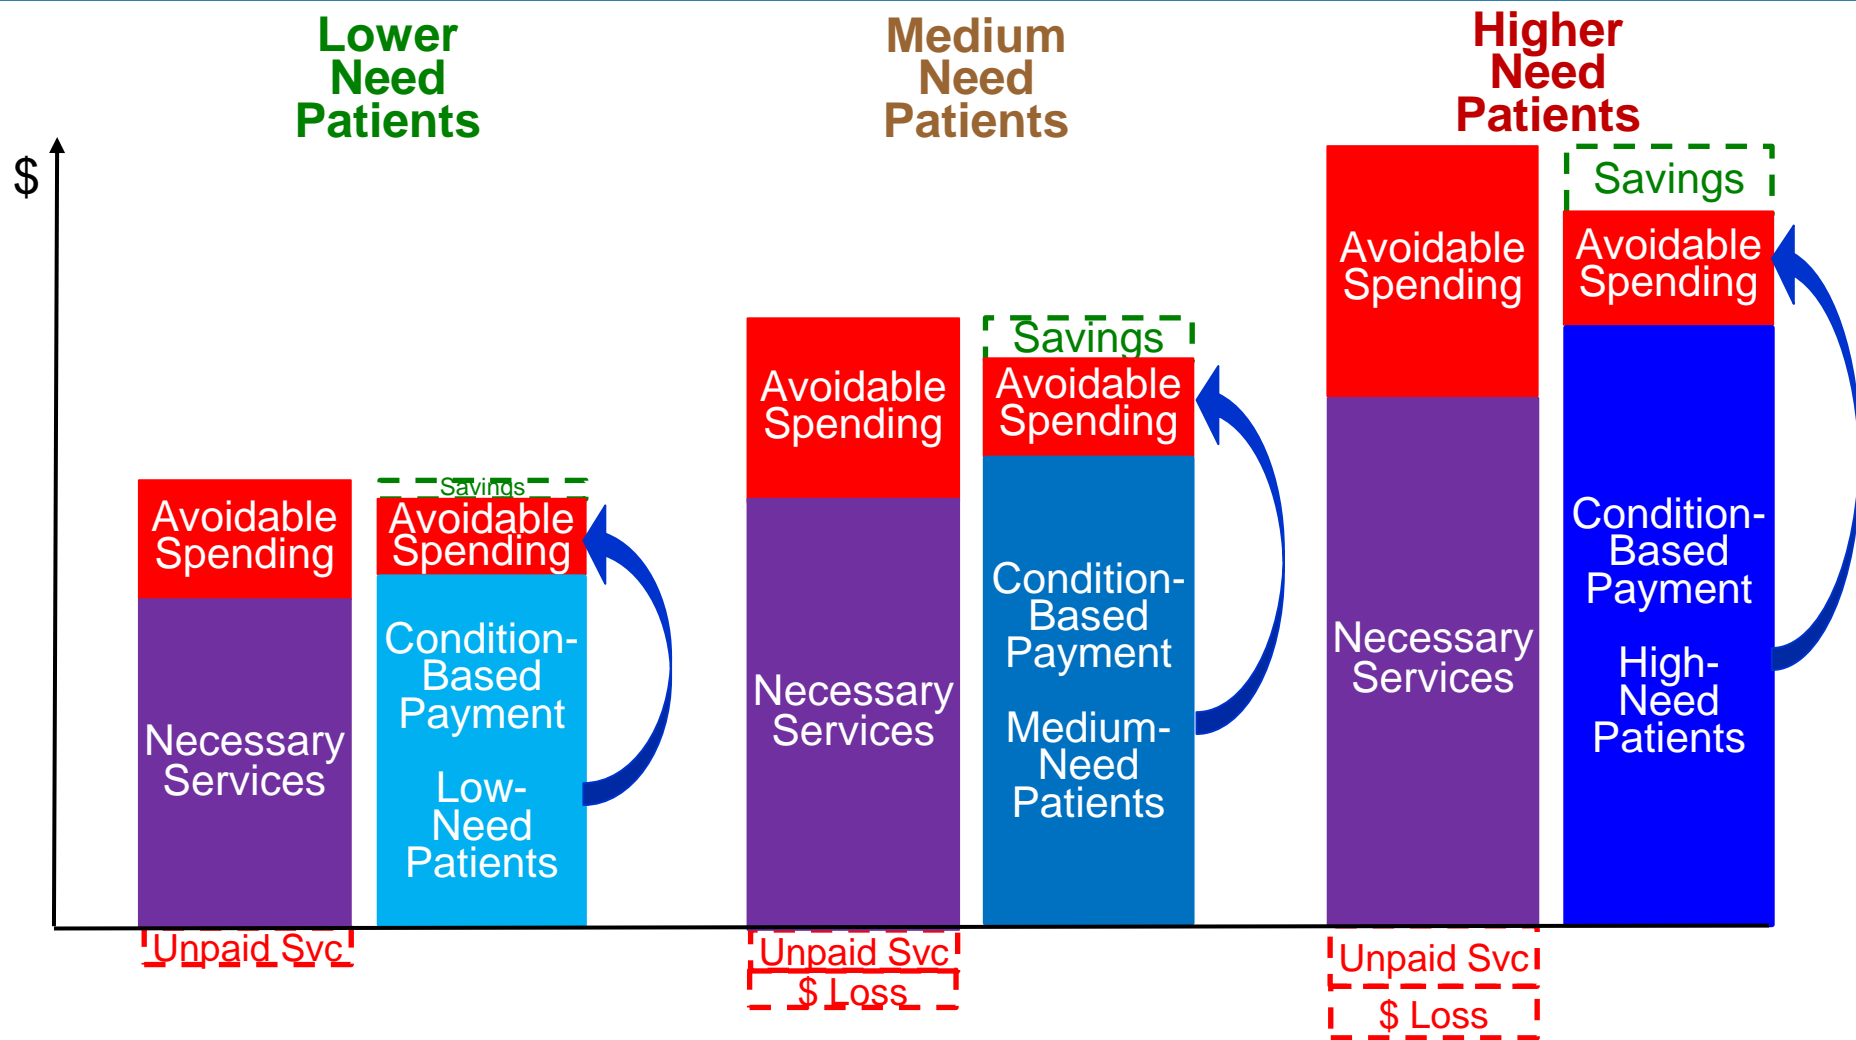 Lower
Need
Patients
Medium
Need
Patients
Higher
Need
Patients
$
Avoidable
Spending
Necessary
Services
Unpaid Svc
Savings
Avoidable
Spending
Condition-
Based
Payment
Low-
Need
Patients
Avoidable
Spending
Necessary
Services
Unpaid Svc
$ Loss
Savings
Avoidable
Spending
Condition-
Based
Payment
Medium-
Need
Patients
Avoidable
Spending
Necessary
Services
Unpaid Svc
$ Loss
Savings
Avoidable
Spending
Condition-
Based
Payment
High-
Need
Patients